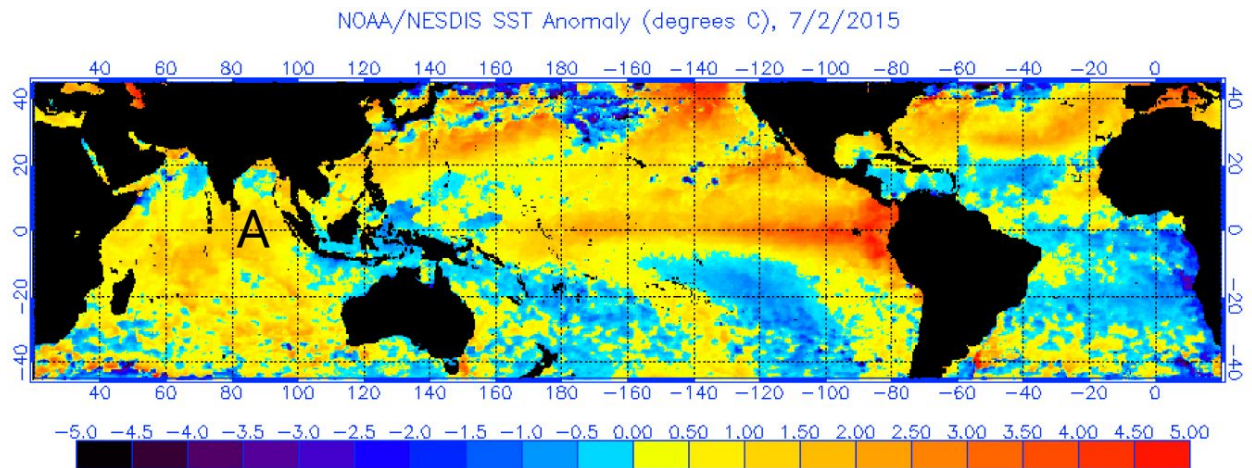 NOAA/NESDIS SST Anomaly (degrees C), 7/2/2015
40 60 80 100 120 140 160 180 -160 -140 -120 -100 -80 -60 -40 -20 0
40 40
20 20
A
0 0
-20 -20
-40 -40
40 60 80 100 120 140 160 180 -160 -140 -120 -100 -80 -60 -40 -20 0
-5.0 -4.5 -4.0 -3.5 -3.0 -2.5 -2.0 -1.5 -1.0 -0.5 0.00 0.50 1.00 1.50 2.00 2.50 3.00 3.50 4.00 4.50 5.00